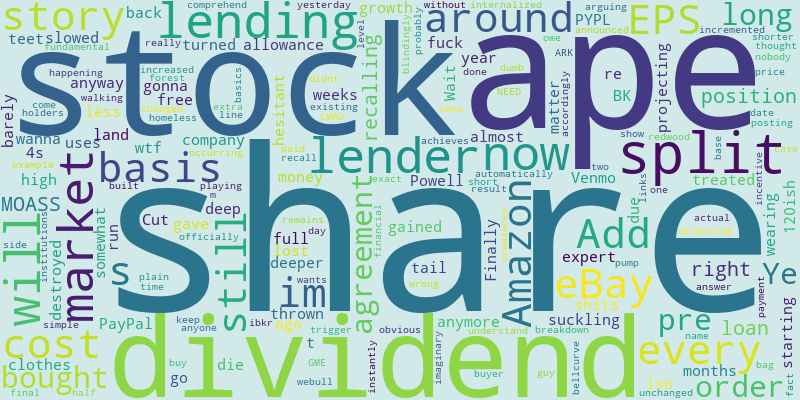 story
back
lending
teet
slowed
level
turned
allowance
growth
comprehend
yesterday
internalized
without
arguing
around
EPS
long
PYPL
announced
incremented
fundamental
increased
forest
really
happening
anyway
gonna
free
walking
basics
story
fuck
year
Wait
done
blindingly
probably
recallling
hesitant
stock
ape
owe
ARK
shorter
thought
nobody
price
re
BK
projecting
position
barely
come
holders
less
charged
homeless
extra
line
didnt
LMAO
weeks
existing
dumb
NEED
matter
accordingly
show
redwood
date
posting
wanna
4s
uses
land
wtf
company
occurring
paid
recall
lender
now
almost
achieves
automatically
short
result
two
split
base
case
high
example
market
basis
built
playing
m
money
agreement
exact
Powell
Venmo
links
one
incentive
treated
120ish
MOASS
side
institutions
will
destroyed
somewhat
run
Cut
gave
officially
deep
remains
day
full
lost
share
financial
gained
tail
wrong
Finally
creatures
Amazon
Add
expert
due
actual
dismissing
wearing
right
eBay
pump
answer
payment
Ye
s
plain
time
still
im
deeper
wants
thrown
PayPal
keep
anyone
ibkr
ago
trigger
t
GME
obvious
anymore
understand
breakdown
suckling
shits
pre
loan
name
months
unchanged
starting
any
simple
cost
clothes
bought
final
half
go
buy
die
dividend
webull
instantly
imaginary
buyer
guy
bellcurve
every
isn
order
bag
fact